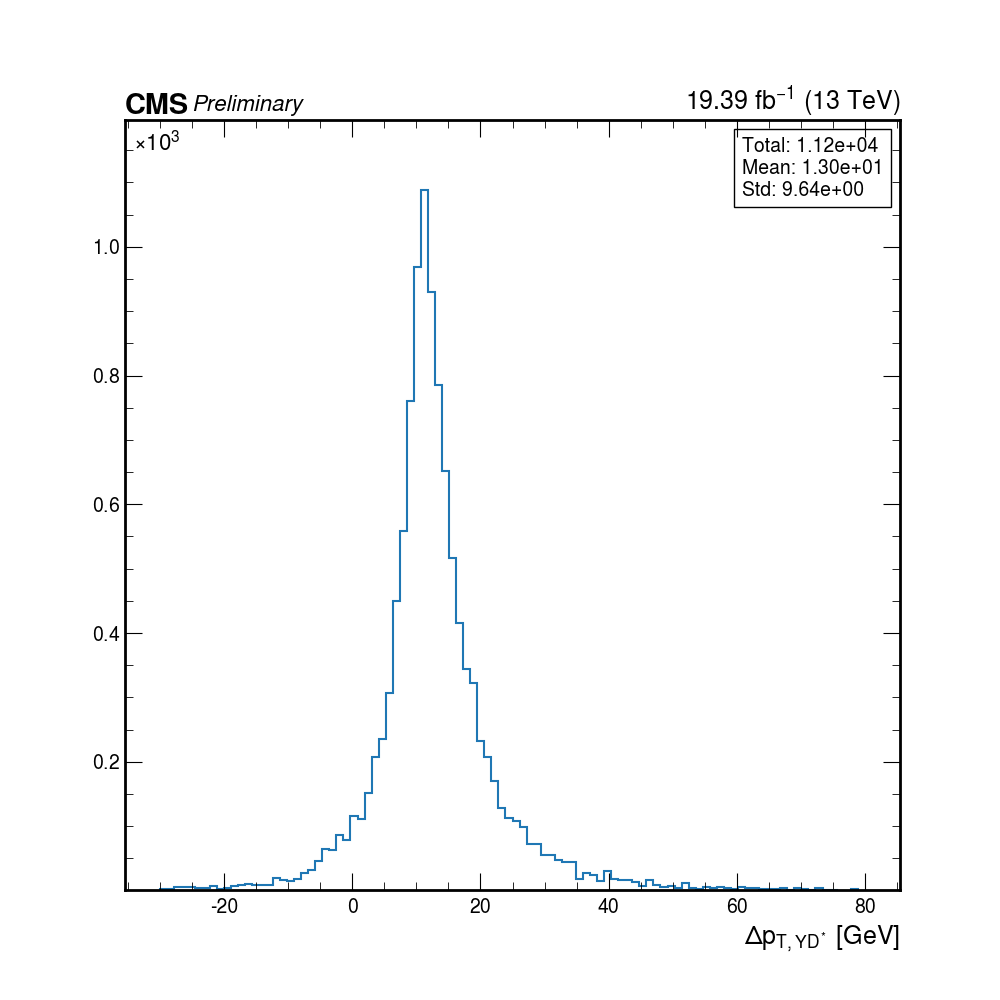 CMS Preliminary 19.39 fb⁻¹ (13 TeV)
×10³
Total: 1.12e+04
Mean: 1.30e+01
Std: 9.64e+00
1.0
0.8
0.6
0.4
0.2
-20 0 20 40 60 80
Δp_{T, YD*} [GeV]